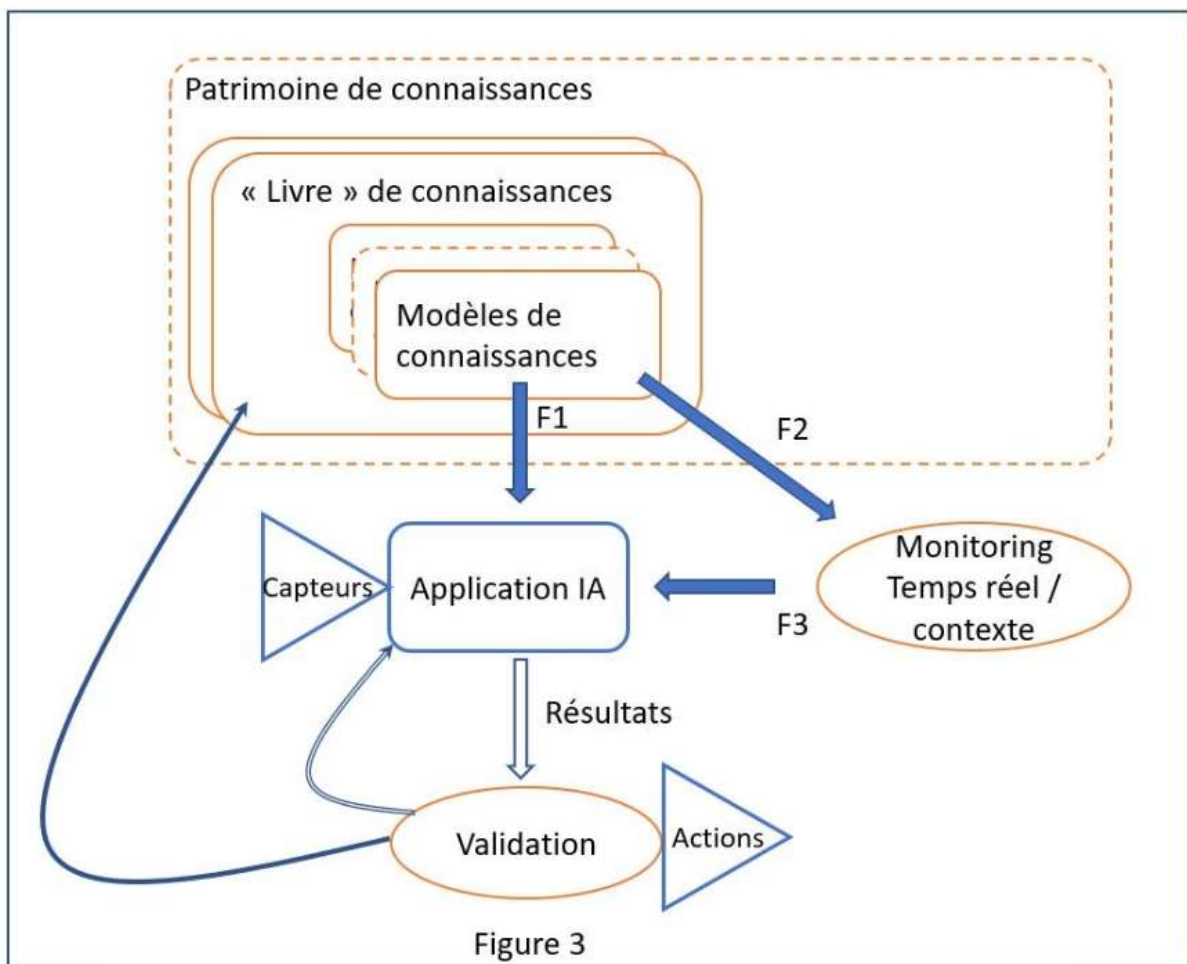 Patrimoine de connaissances
« Livre » de connaissances
Modèles de
connaissances
F1
F2
Capteurs
Application IA
Monitoring
Temps réel /
contexte
F3
Résultats
Validation
Actions
Figure 3